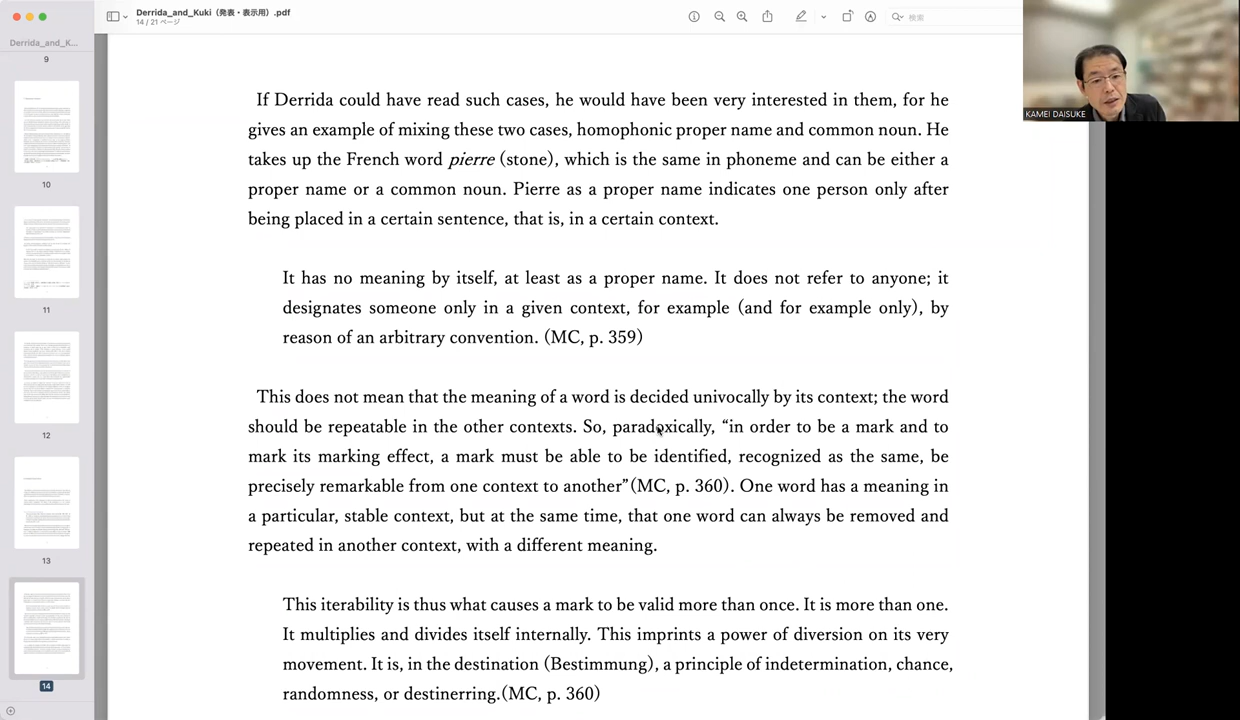 Derrida_and_Kuki（発表・表示用）.pdf
14 / 21 ページ
検索
Derrida_and_K...
9
10
11
12
13
14
If Derrida could have read such cases, he would have been very interested in them, for he
gives an example of mixing these two cases, homophonic proper name and common noun. He
takes up the French word pierre (stone), which is the same in phoneme and can be either a
proper name or a common noun. Pierre as a proper name indicates one person only after
being placed in a certain sentence, that is, in a certain context.
It has no meaning by itself, at least as a proper name. It does not refer to anyone; it
designates someone only in a given context, for example (and for example only), by
reason of an arbitrary convention. (MC, p. 359)
This does not mean that the meaning of a word is decided univocally by its context; the word
should be repeatable in the other contexts. So, paradoxically, “in order to be a mark and to
mark its marking effect, a mark must be able to be identified, recognized as the same, be
precisely remarkable from one context to another”(MC, p. 360). One word has a meaning in
a particular, stable context, but at the same time, that one word can always be removed and
repeated in another context, with a different meaning.
This iterability is thus what causes a mark to be valid more than once. It is more than one.
It multiplies and divides itself internally. This imprints a power of diversion on its very
movement. It is, in the destination (Bestimmung), a principle of indetermination, chance,
randomness, or destinerring.(MC, p. 360)
KAMEI DAISUKE